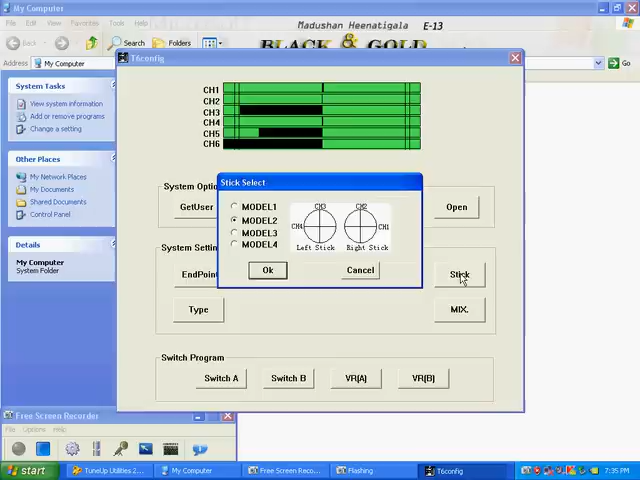 My Computer
File Edit View Favorites Tools Help
Madushan Heenatigala E-13
BLACK & GOLD
Back
Search
Folders
Address
My Computer
Go
T6config
System Tasks
View system information
Add or remove programs
Change a setting
Other Places
My Network Places
My Documents
Shared Documents
Control Panel
Details
My Computer
System Folder
CH1
CH2
CH3
CH4
CH5
CH6
GetUser
Open
System Setting
EndPoint
Stick
Type
MIX.
Switch Program
Switch A
Switch B
VR(A)
VR(B)
Stick Select
MODEL1
MODEL2
MODEL3
MODEL4
CH3
CH2
CH4
CH1
Left Stick
Right Stick
Ok
Cancel
Free Screen Recorder
File Options Help
start
TuneUp Utilities 2...
My Computer
Free Screen Reco...
Flashing
T6config
7:35 PM